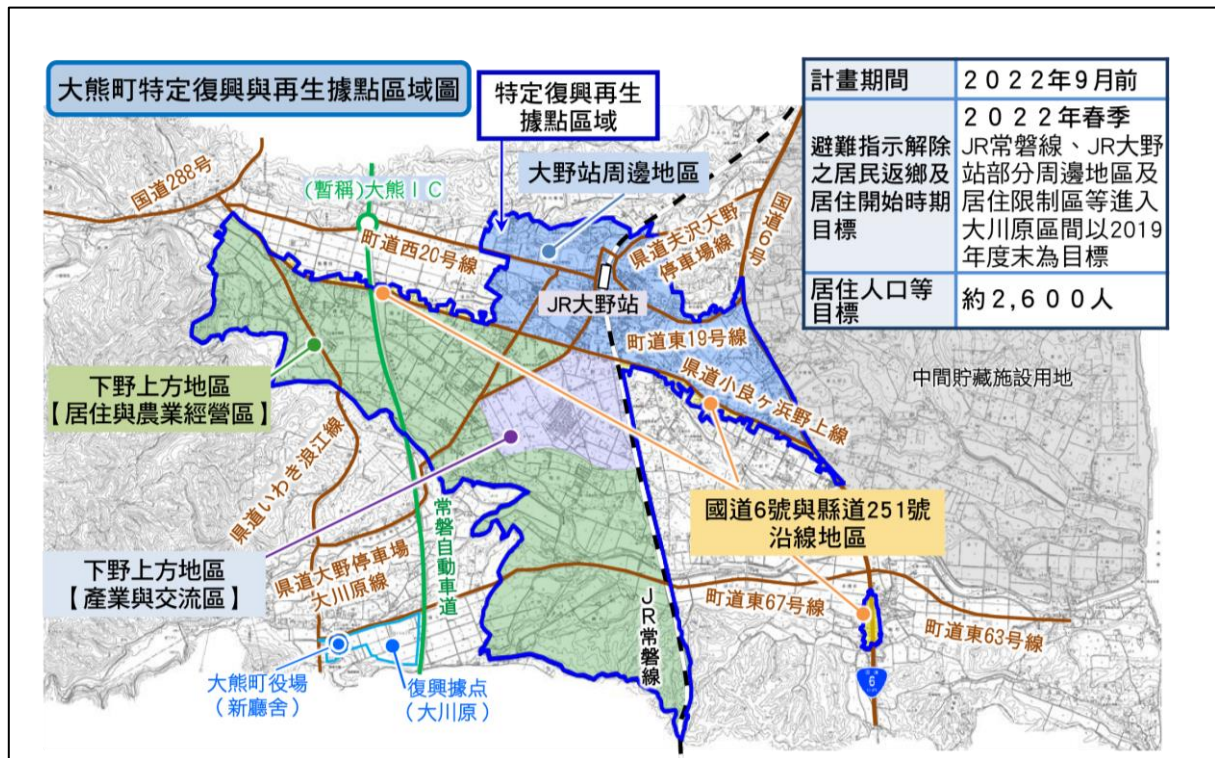 大熊町特定復興與再生據點區域圖
特定復興再生
據點區域
計畫期間
2022年9月前
避難指示解除
之居民返鄉及
居住開始時期
目標
2022年春季
JR常磐線、JR大野
站部分周邊地區及
居住限制區等進入
大川原區間以2019
年度末為目標
居住人口等
目標
約2,600人
国道288号
(暫稱)大熊IC
大野站周邊地區
県道夫沢大野
停車場線
国道6号
町道西20号線
JR大野站
町道東19号線
県道小良ヶ浜野上線
中間貯蔵施設用地
下野上方地區
【居住與農業經營區】
県道いわき浪江線
國道6號與縣道251號
沿線地區
下野上方地區
【產業與交流區】
県道大野停車場
大川原線
常磐自動車道
JR常磐線
町道東67号線
町道東63号線
大熊町役場
(新廳舍)
復興據点
(大川原)
6